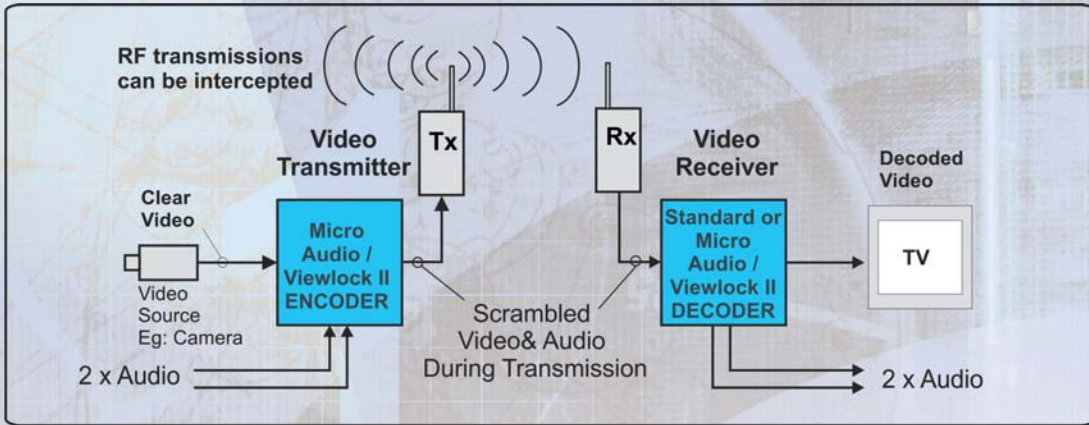 RF transmissions
can be intercepted
Video
Transmitter
Tx
Rx
Video
Receiver
Decoded
Video
Clear
Video
Micro
Audio /
Viewlock II
ENCODER
Standard or
Micro
Audio /
Viewlock II
DECODER
TV
Video
Source
Eg: Camera
Scrambled
Video& Audio
During Transmission
2 x Audio
2 x Audio